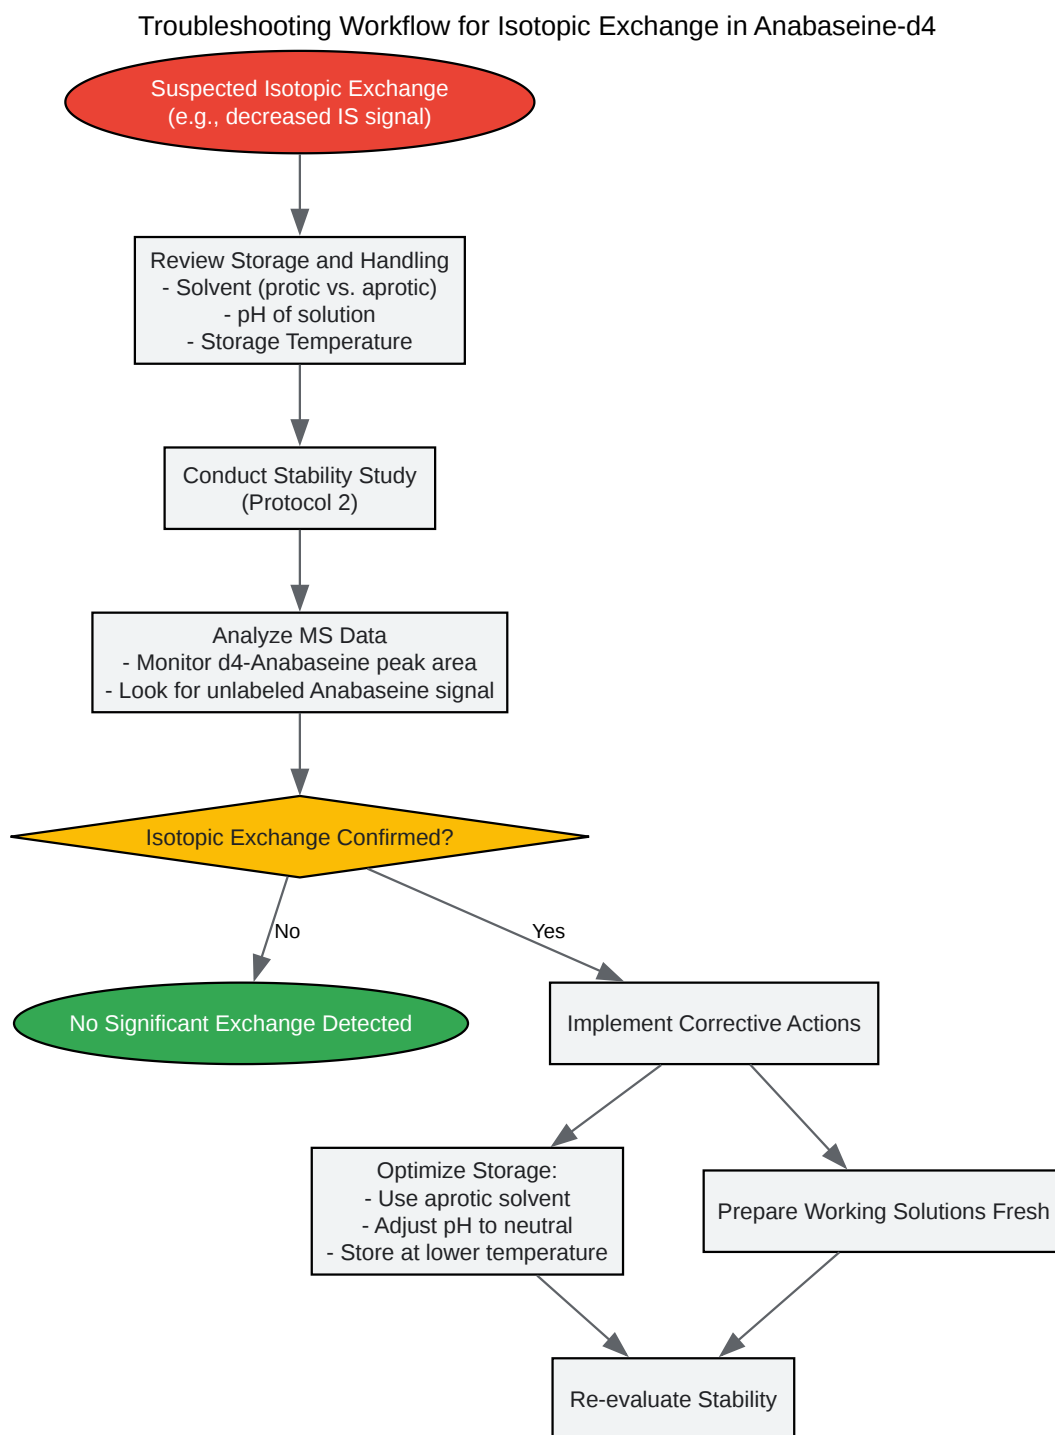 Troubleshooting Workflow for Isotopic Exchange in Anabaseine-d4
Suspected Isotopic Exchange
(e.g., decreased IS signal)
Review Storage and Handling
- Solvent (protic vs. aprotic)
- pH of solution
- Storage Temperature
Conduct Stability Study
(Protocol 2)
Analyze MS Data
- Monitor d4-Anabaseine peak area
- Look for unlabeled Anabaseine signal
Isotopic Exchange Confirmed?
No
Yes
No Significant Exchange Detected
Implement Corrective Actions
Optimize Storage:
- Use aprotic solvent
- Adjust pH to neutral
- Store at lower temperature
Prepare Working Solutions Fresh
Re-evaluate Stability